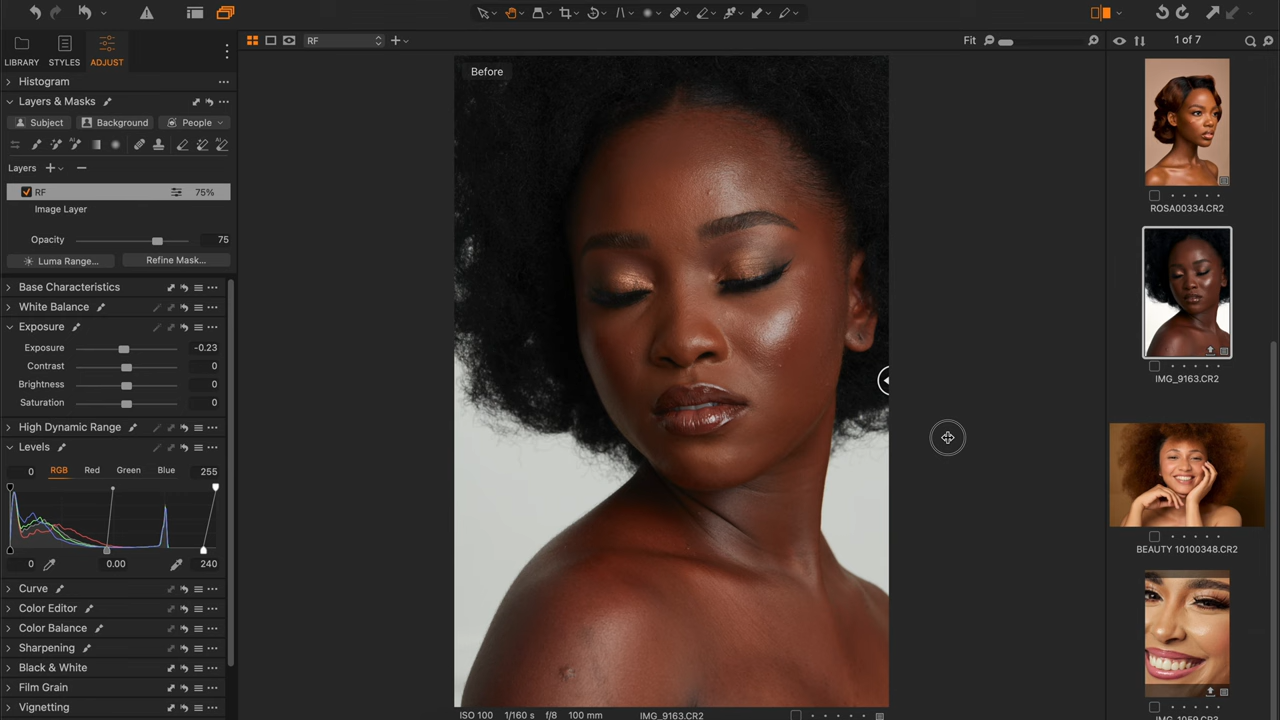 Fit
1 of 7
RF
LIBRARY
STYLES
ADJUST
Histogram
Layers & Masks
Subject
Background
People
Layers
RF
75%
Image Layer
Opacity
75
Luma Range...
Refine Mask...
Base Characteristics
White Balance
Exposure
Exposure
-0.23
Contrast
0
Brightness
0
Saturation
0
High Dynamic Range
Levels
0
RGB
Red
Green
Blue
255
0
0.00
240
Curve
Color Editor
Color Balance
Sharpening
Black & White
Film Grain
Vignetting
Before
ISO 100
1/160 s
f/8
100 mm
IMG_9163.CR2
ROSA00334.CR2
IMG_9163.CR2
BEAUTY 10100348.CR2